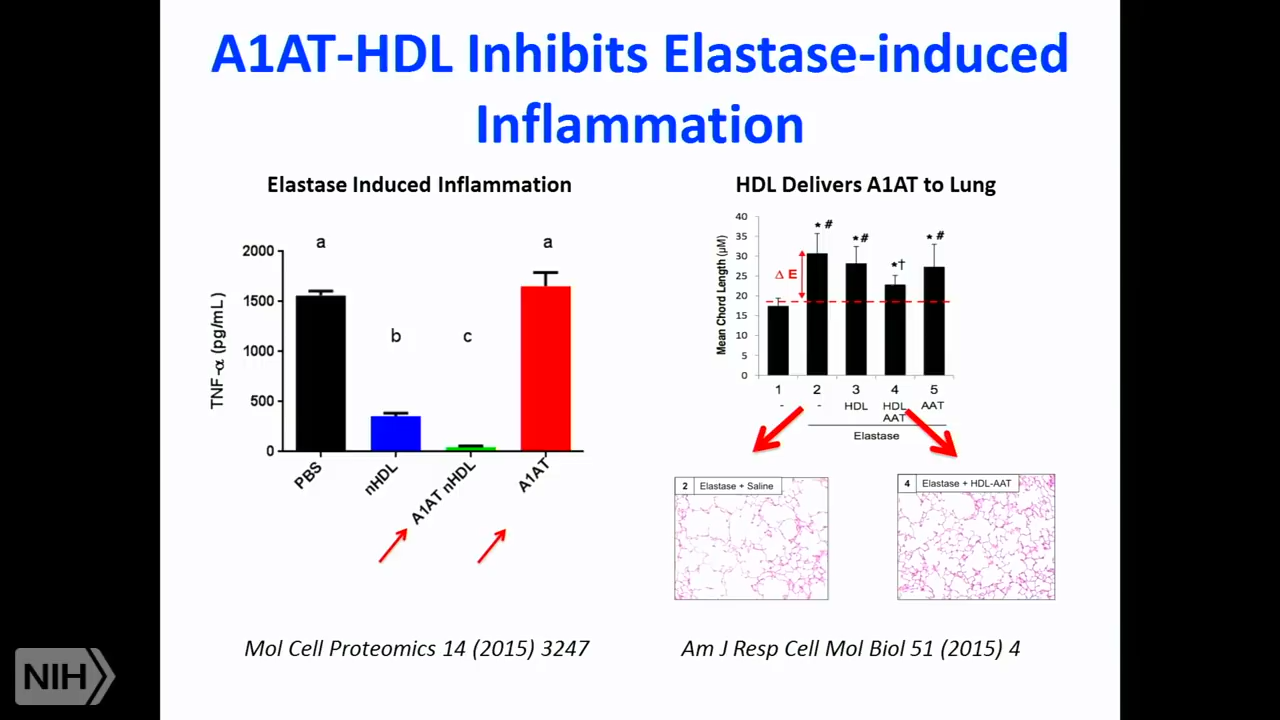 A1AT-HDL Inhibits Elastase-induced
Inflammation
Elastase Induced Inflammation
TNF-α (pg/mL)
2000
1500
1000
500
0
a
b
c
a
PBS
nHDL
A1AT nHDL
A1AT
Mol Cell Proteomics 14 (2015) 3247
HDL Delivers A1AT to Lung
Mean Chord Length (µM)
40
35
30
25
20
15
10
5
0
Δ E
*#
*#
*†
*#
1 2 3 4 5
- - HDL HDL AAT
AAT
Elastase
2 Elastase + Saline
4 Elastase + HDL-AAT
Am J Resp Cell Mol Biol 51 (2015) 4
NIH